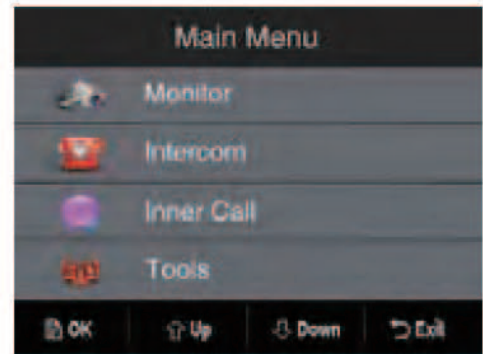 Main Menu
Monitor
Intercom
Inner Call
Tools
OK Up Down Exit